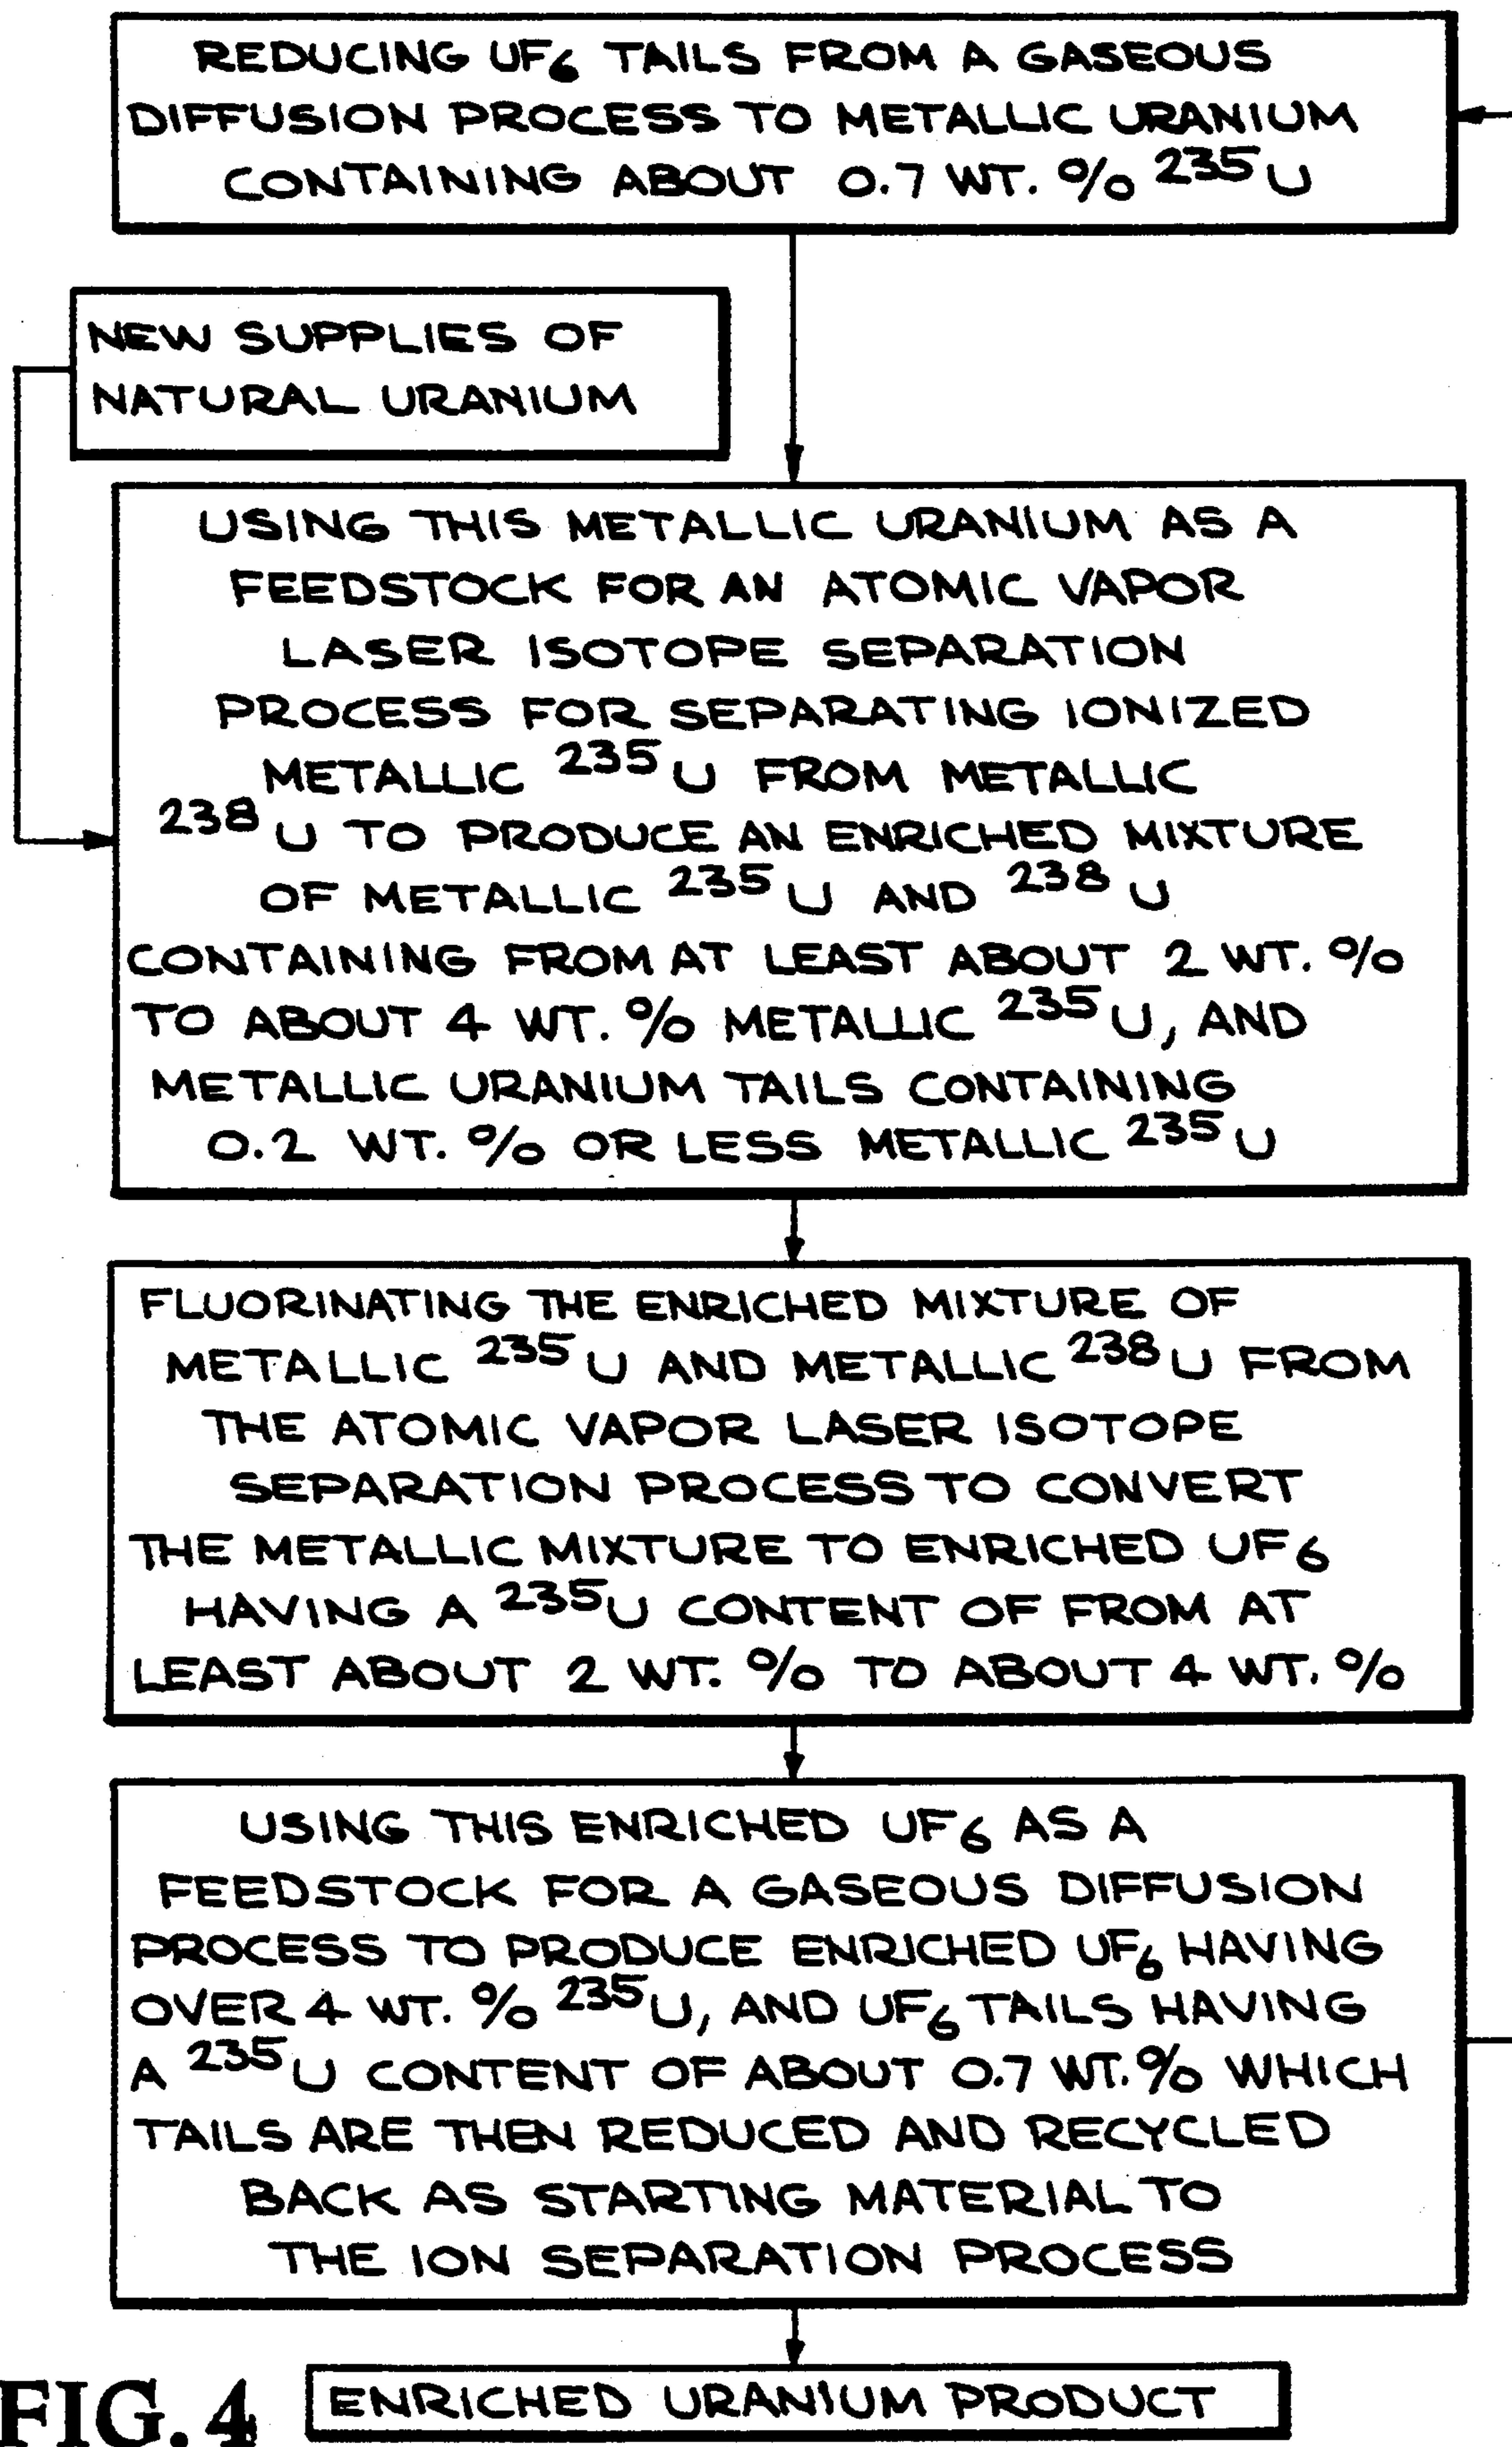 REDUCING UF6 TAILS FROM A GASEOUS
DIFFUSION PROCESS TO METALLIC URANIUM
CONTAINING ABOUT 0.7 WT. % 235U
NEW SUPPLIES OF
NATURAL URANIUM
USING THIS METALLIC URANIUM AS A
FEEDSTOCK FOR AN ATOMIC VAPOR
LASER ISOTOPE SEPARATION
PROCESS FOR SEPARATING IONIZED
METALLIC 235U FROM METALLIC
238U TO PRODUCE AN ENRICHED MIXTURE
OF METALLIC 235U AND 238U
CONTAINING FROM AT LEAST ABOUT 2 WT. %
TO ABOUT 4 WT. % METALLIC 235U, AND
METALLIC URANIUM TAILS CONTAINING
0.2 WT. % OR LESS METALLIC 235U
FLUORINATING THE ENRICHED MIXTURE OF
METALLIC 235U AND METALLIC 238U FROM
THE ATOMIC VAPOR LASER ISOTOPE
SEPARATION PROCESS TO CONVERT
THE METALLIC MIXTURE TO ENRICHED UF6
HAVING A 235U CONTENT OF FROM AT
LEAST ABOUT 2 WT. % TO ABOUT 4 WT. %
USING THIS ENRICHED UF6 AS A
FEEDSTOCK FOR A GASEOUS DIFFUSION
PROCESS TO PRODUCE ENRICHED UF6 HAVING
OVER 4 WT. % 235U, AND UF6 TAILS HAVING
A 235U CONTENT OF ABOUT 0.7 WT.% WHICH
TAILS ARE THEN REDUCED AND RECYCLED
BACK AS STARTING MATERIAL TO
THE ION SEPARATION PROCESS
FIG. 4
ENRICHED URANIUM PRODUCT